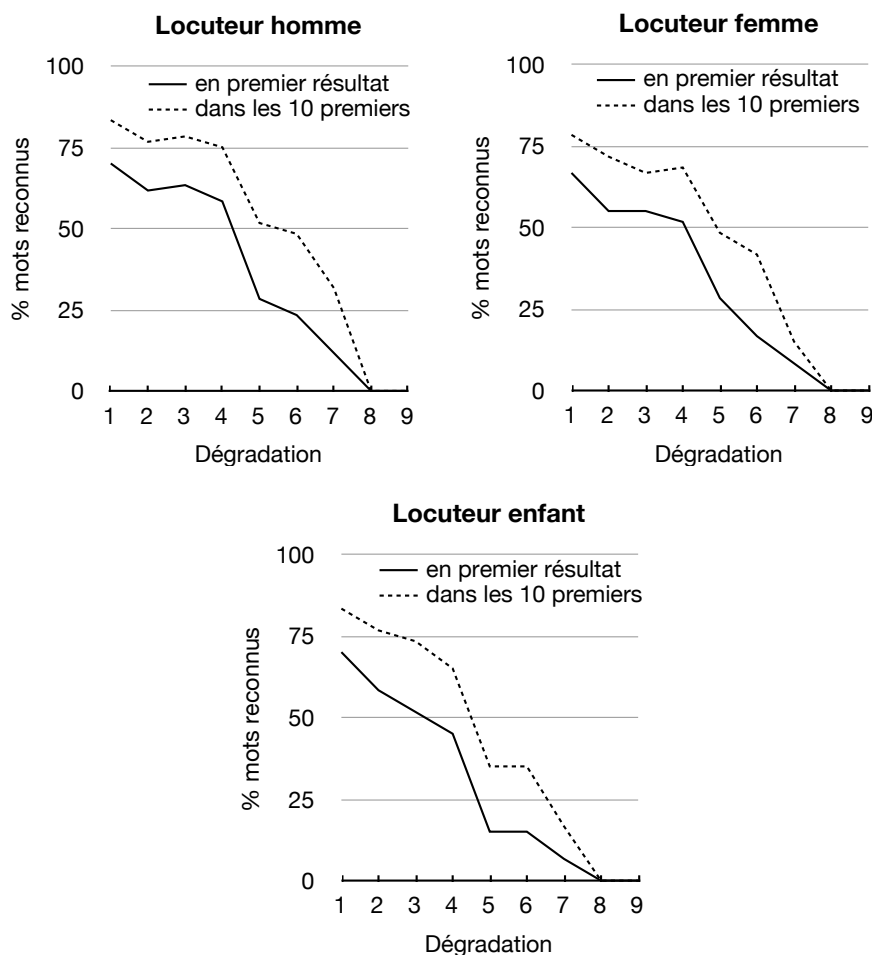 Locuteur homme
100
75
50
25
0
en premier résultat
dans les 10 premiers
% mots reconnus
1 2 3 4 5 6 7 8 9
Dégradation
Locuteur femme
100
75
50
25
0
en premier résultat
dans les 10 premiers
% mots reconnus
1 2 3 4 5 6 7 8 9
Dégradation
Locuteur enfant
100
75
50
25
0
en premier résultat
dans les 10 premiers
% mots reconnus
1 2 3 4 5 6 7 8 9
Dégradation